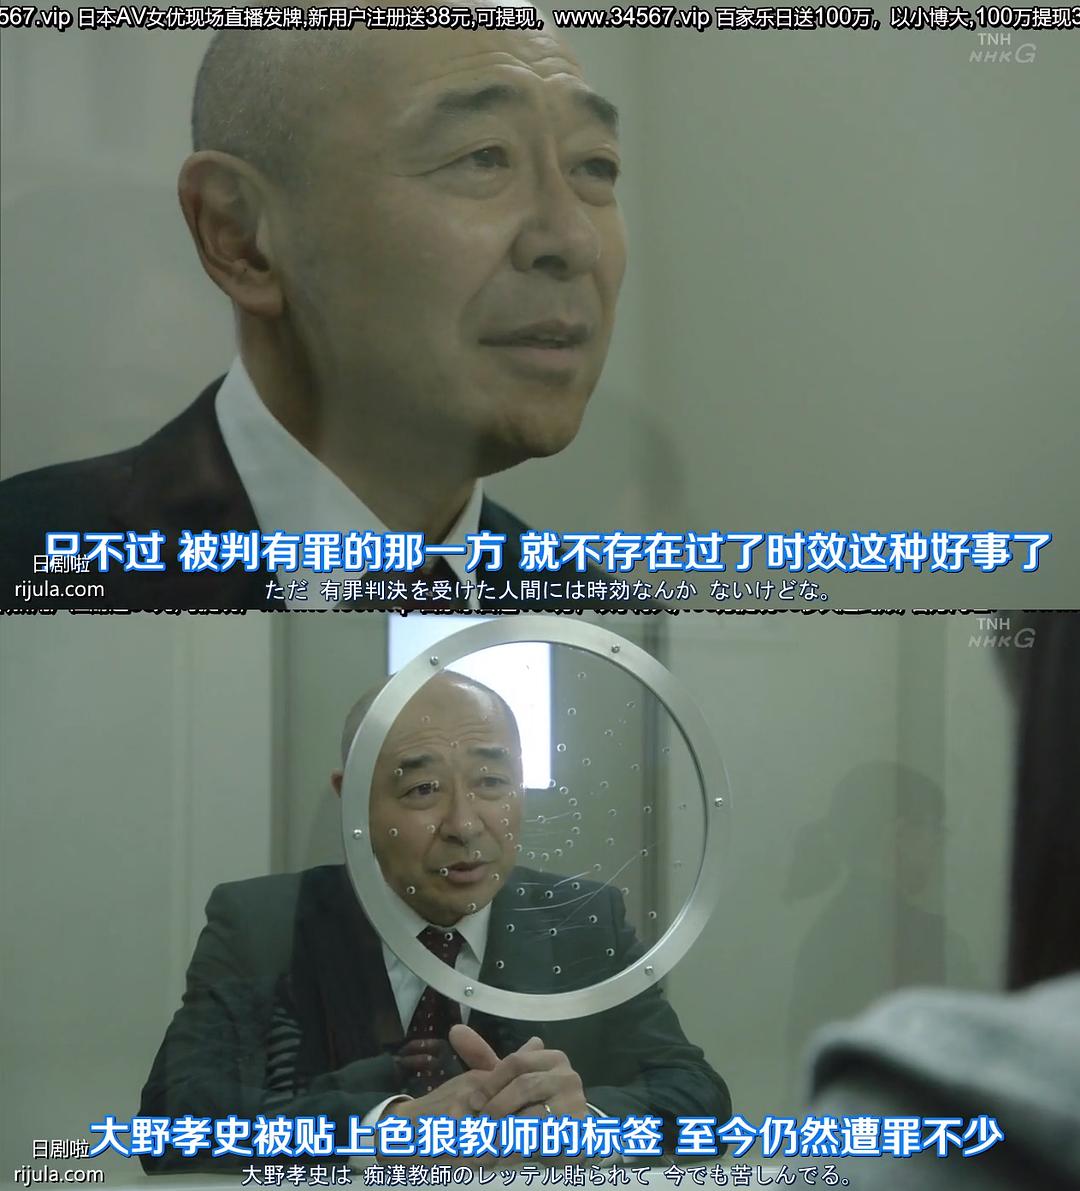 567.vip 日本AV女优现场直播发牌,新用户注册送38元,可提现，www.34567.vip 百家乐日送100万，以小博大,100万提现3
TNH
NHK G
只不过 被判有罪的那一方 就不存在过了时效这种好事了
日剧啦
rijula.com
ただ 有罪判決を受けた人間には時効なんか ないけどな。
TNH
NHK G
大野孝史被贴上色狼教师的标签 至今仍然遭罪不少
日剧啦
rijula.com
大野孝史は 痴漢教師のレッテル貼られて 今でも苦しんでる。